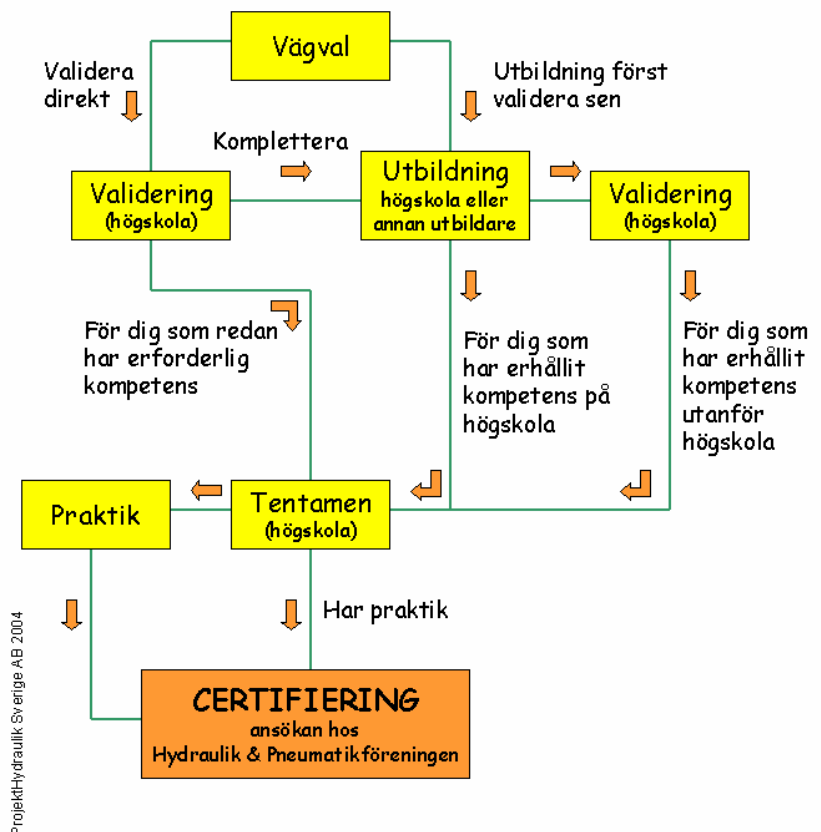 Vägval
Validera
direkt
Utbildning först
validera sen
Komplettera
Validering
(högskola)
Utbildning
högskola eller
annan utbildare
Validering
(högskola)
För dig som redan
har erforderlig
kompetens
För dig som
har erhållit
kompetens på
högskola
För dig som
har erhållit
kompetens
utanför
högskola
Praktik
Tentamen
(högskola)
Har praktik
CERTIFIERING
ansökan hos
Hydraulik & Pneumatikföreningen
ProjektHydraulik Sverige AB 2004